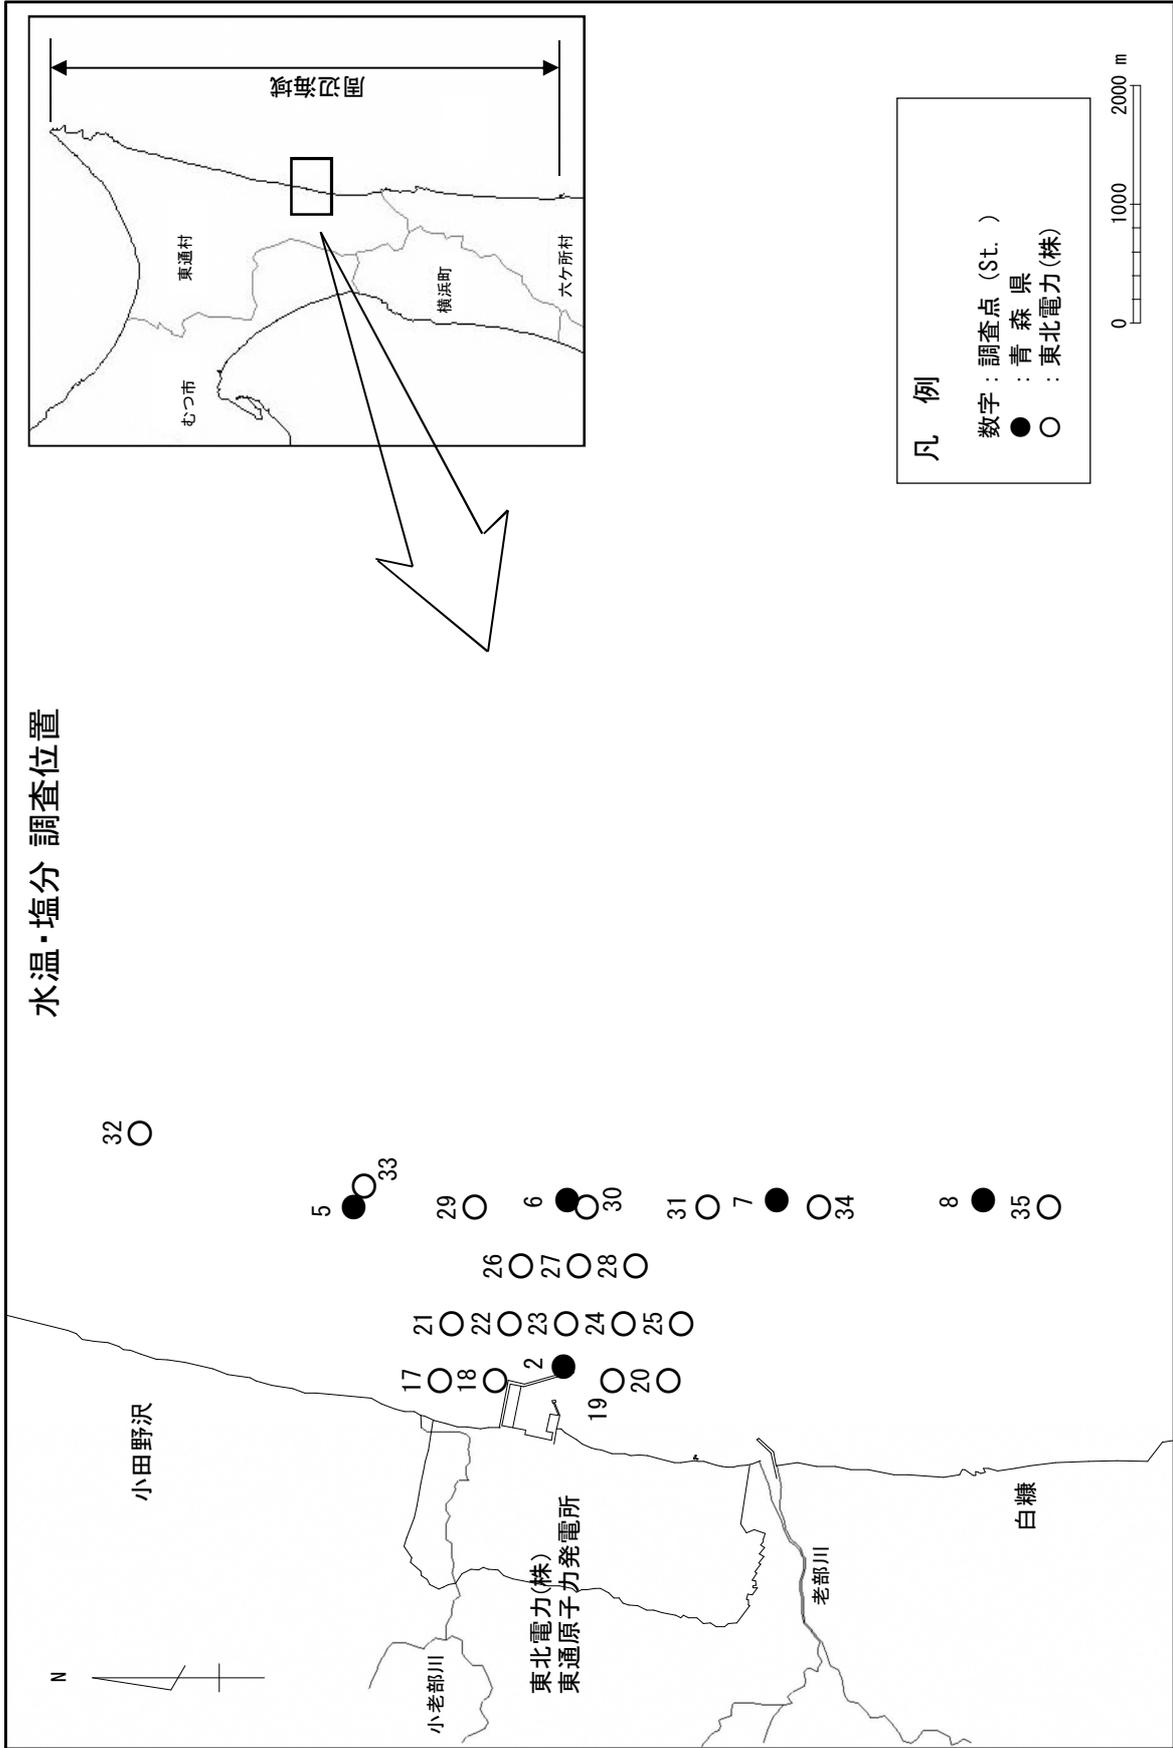 水温・塩分 調査位置
N
小田野沢
小老部川
東北電力(株)
東通原子力発電所
老部川
白糠
32
5
33
29
6
30
31
7
34
8
35
26
27
28
21
22
23
24
25
17
18
2
19
20
むつ市
東通村
横浜町
六ケ所村
周辺海域
凡 例
数字：調査点 (St. )
● ：青 森 県
○ ：東北電力(株)
0 1000 2000 m